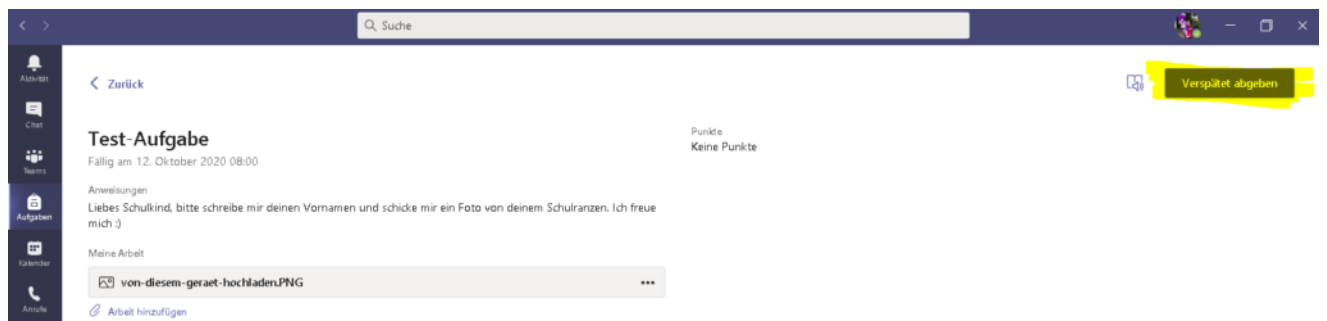 Suche
Aktivität
Chat
Teams
Aufgaben
Kalender
Anrufe
Zurück
Verspätet abgeben
Test-Aufgabe
Fällig am 12. Oktober 2020 08:00
Punkte
Keine Punkte
Anweisungen
Liebes Schulkind, bitte schreibe mir deinen Vornamen und schicke mir ein Foto von deinem Schulranzen. Ich freue
mich :)
Meine Arbeit
von-diesem-geraet-hochladen.PNG
Arbeit hinzufügen